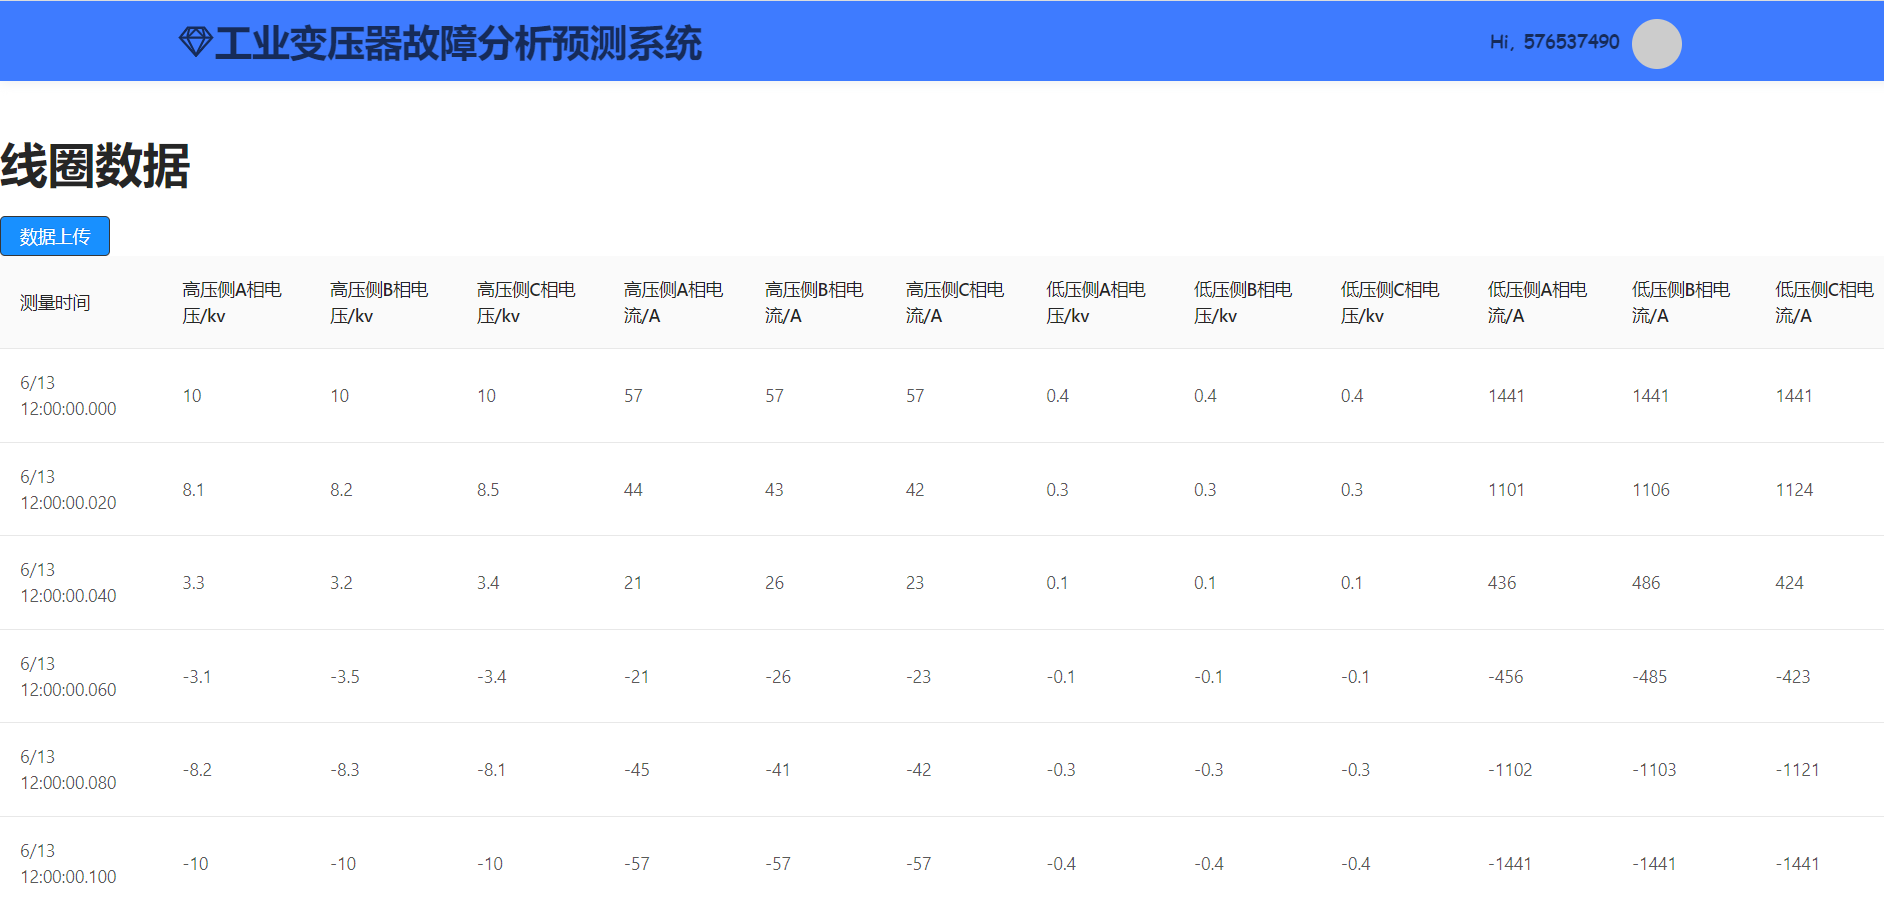 工业变压器故障分析预测系统
Hi, 576537490
线圈数据
数据上传
测量时间 高压侧A相电压/kv 高压侧B相电压/kv 高压侧C相电压/kv 高压侧A相电流/A 高压侧B相电流/A 高压侧C相电流/A 低压侧A相电压/kv 低压侧B相电压/kv 低压侧C相电压/kv 低压侧A相电流/A 低压侧B相电流/A 低压侧C相电流/A
6/13 12:00:00.000 10 10 10 57 57 57 0.4 0.4 0.4 1441 1441 1441
6/13 12:00:00.020 8.1 8.2 8.5 44 43 42 0.3 0.3 0.3 1101 1106 1124
6/13 12:00:00.040 3.3 3.2 3.4 21 26 23 0.1 0.1 0.1 436 486 424
6/13 12:00:00.060 -3.1 -3.5 -3.4 -21 -26 -23 -0.1 -0.1 -0.1 -456 -485 -423
6/13 12:00:00.080 -8.2 -8.3 -8.1 -45 -41 -42 -0.3 -0.3 -0.3 -1102 -1103 -1121
6/13 12:00:00.100 -10 -10 -10 -57 -57 -57 -0.4 -0.4 -0.4 -1441 -1441 -1441